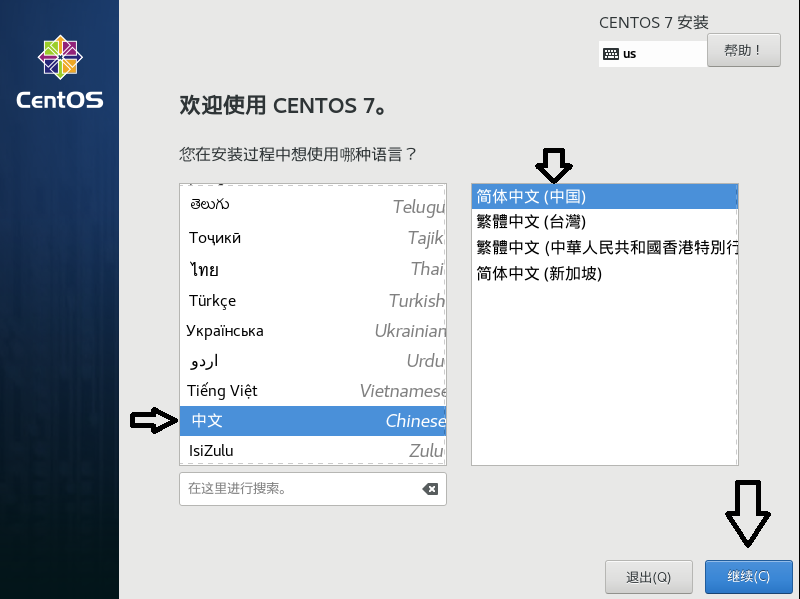 CentOS
CENTOS 7 安装
us
帮助！
欢迎使用 CENTOS 7。
您在安装过程中想使用哪种语言？
తెలుగు Telugu
Тоҷикӣ Tajik
ไทย Thai
Türkçe Turkish
Українська Ukrainian
اردو Urdu
Tiếng Việt Vietnamese
中文 Chinese
IsiZulu Zulu
简体中文 (中国)
繁體中文 (台灣)
繁體中文 (中華人民共和國香港特別行
简体中文 (新加坡)
在这里进行搜索。
退出(Q)
继续(C)